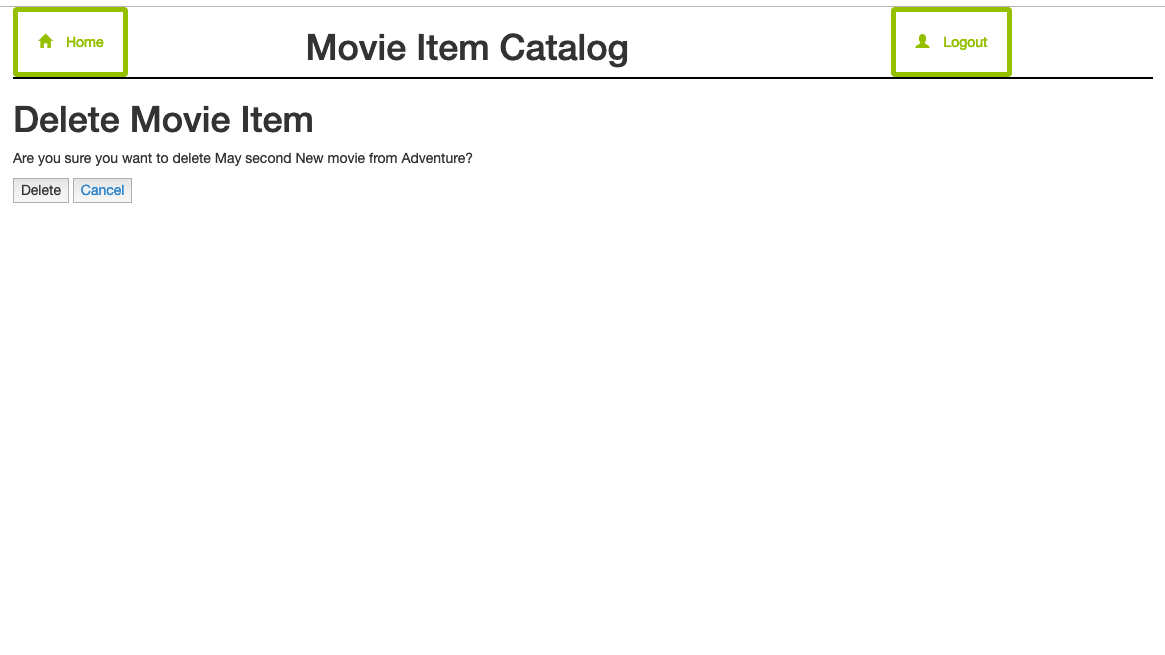 Home
Movie Item Catalog
Logout
Delete Movie Item
Are you sure you want to delete May second New movie from Adventure?
Delete Cancel